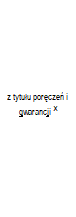 z tytułu poręczeń i
gwarancji x